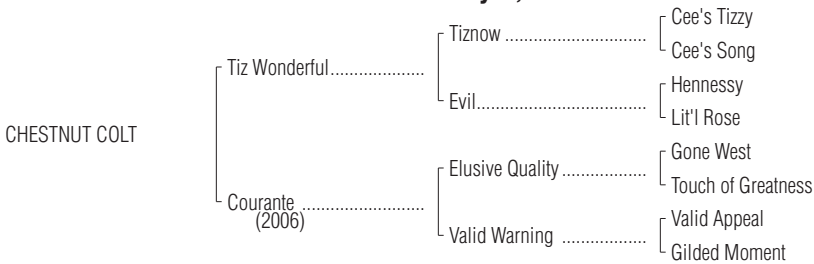 Cee's Tizzy
Tiznow ........................................
Cee's Song
Tiz Wonderful.....................
Hennessy
Evil................................................
Lit'l Rose
CHESTNUT COLT
Gone West
Elusive Quality .....................
Touch of Greatness
Courante ...........................
(2006)
Valid Appeal
Valid Warning .....................
Gilded Moment